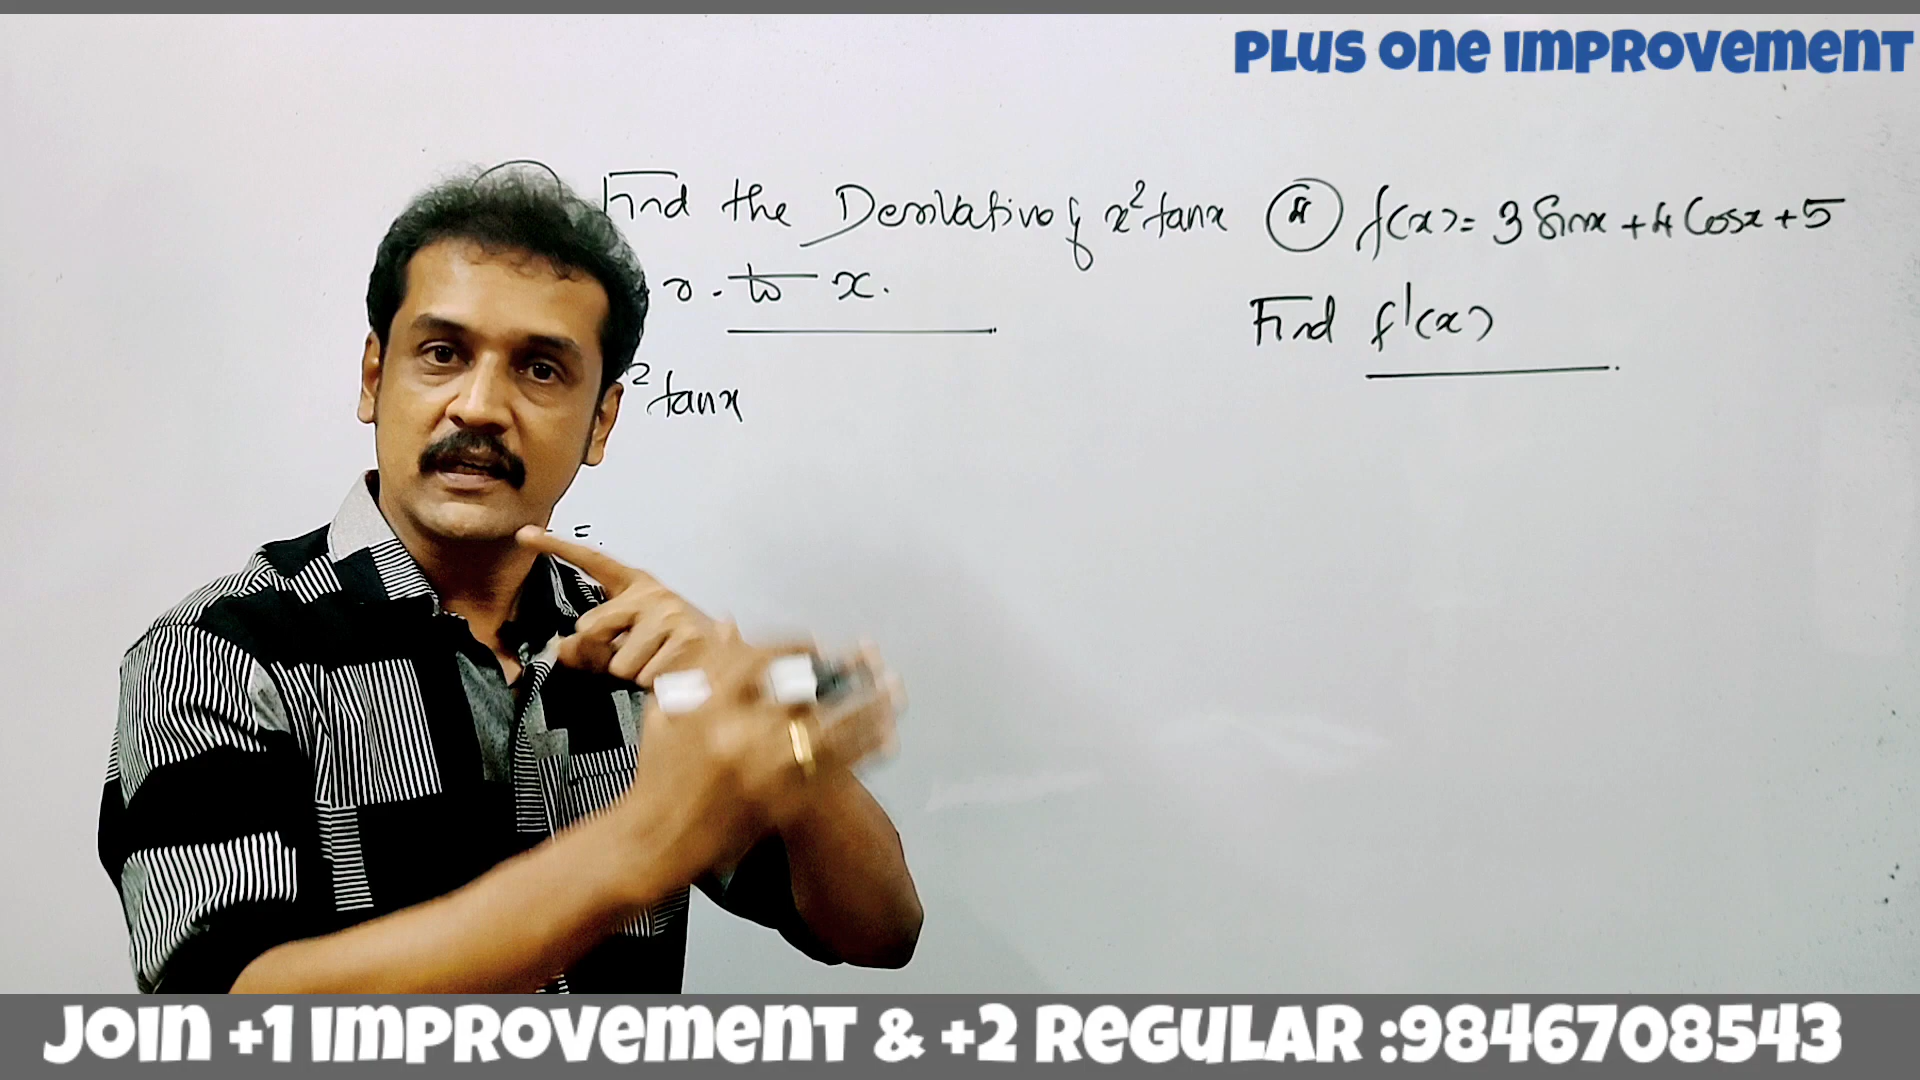 PLUS ONE IMPROVEMENT
Find the Derivative of x² tanx
r. to x.
² tanx
=.
4 f(x) = 3 Sinx + 4 Cosx + 5
Find f'(x)
JOIN +1 IMPROVEMENT & +2 REGULAR :9846708543